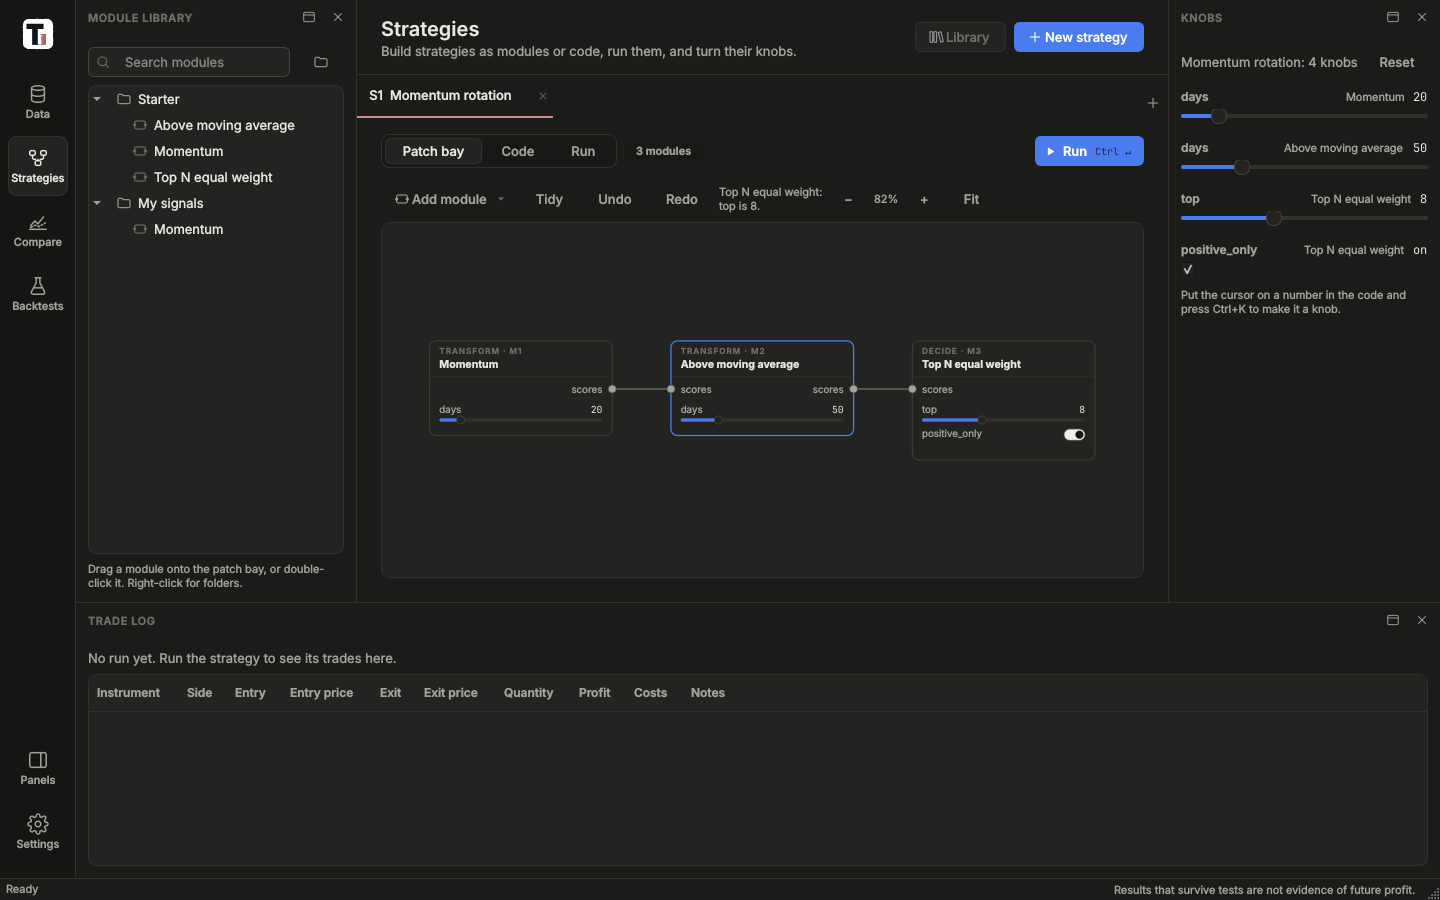 T
MODULE LIBRARY
Search modules
Starter
Above moving average
Momentum
Top N equal weight
My signals
Momentum
Drag a module onto the patch bay, or double-
click it. Right-click for folders.
Data
Strategies
Compare
Backtests
Panels
Settings
Strategies
Build strategies as modules or code, run them, and turn their knobs.
Library
New strategy
S1 Momentum rotation
Patch bay
Code
Run
3 modules
Run Ctrl ↵
Add module
Tidy
Undo
Redo
Top N equal weight:
top is 8.
− 82% +
Fit
TRANSFORM · M1
Momentum
scores
days 20
TRANSFORM · M2
Above moving average
scores scores
days 50
DECIDE · M3
Top N equal weight
scores
top 8
positive_only
KNOBS
Momentum rotation: 4 knobs Reset
days Momentum 20
days Above moving average 50
top Top N equal weight 8
positive_only Top N equal weight on
Put the cursor on a number in the code and
press Ctrl+K to make it a knob.
TRADE LOG
No run yet. Run the strategy to see its trades here.
Instrument Side Entry Entry price Exit Exit price Quantity Profit Costs Notes
Ready
Results that survive tests are not evidence of future profit.